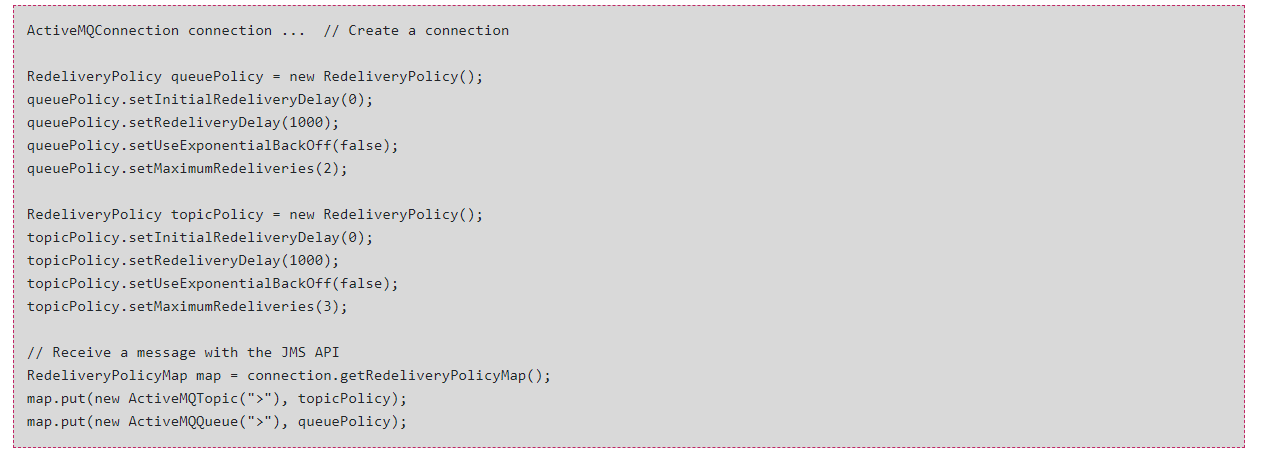 ActiveMQConnection connection ...  // Create a connection
RedeliveryPolicy queuePolicy = new RedeliveryPolicy();
queuePolicy.setInitialRedeliveryDelay(0);
queuePolicy.setRedeliveryDelay(1000);
queuePolicy.setUseExponentialBackOff(false);
queuePolicy.setMaximumRedeliveries(2);
RedeliveryPolicy topicPolicy = new RedeliveryPolicy();
topicPolicy.setInitialRedeliveryDelay(0);
topicPolicy.setRedeliveryDelay(1000);
topicPolicy.setUseExponentialBackOff(false);
topicPolicy.setMaximumRedeliveries(3);
// Receive a message with the JMS API
RedeliveryPolicyMap map = connection.getRedeliveryPolicyMap();
map.put(new ActiveMQTopic(">"), topicPolicy);
map.put(new ActiveMQQueue(">"), queuePolicy);